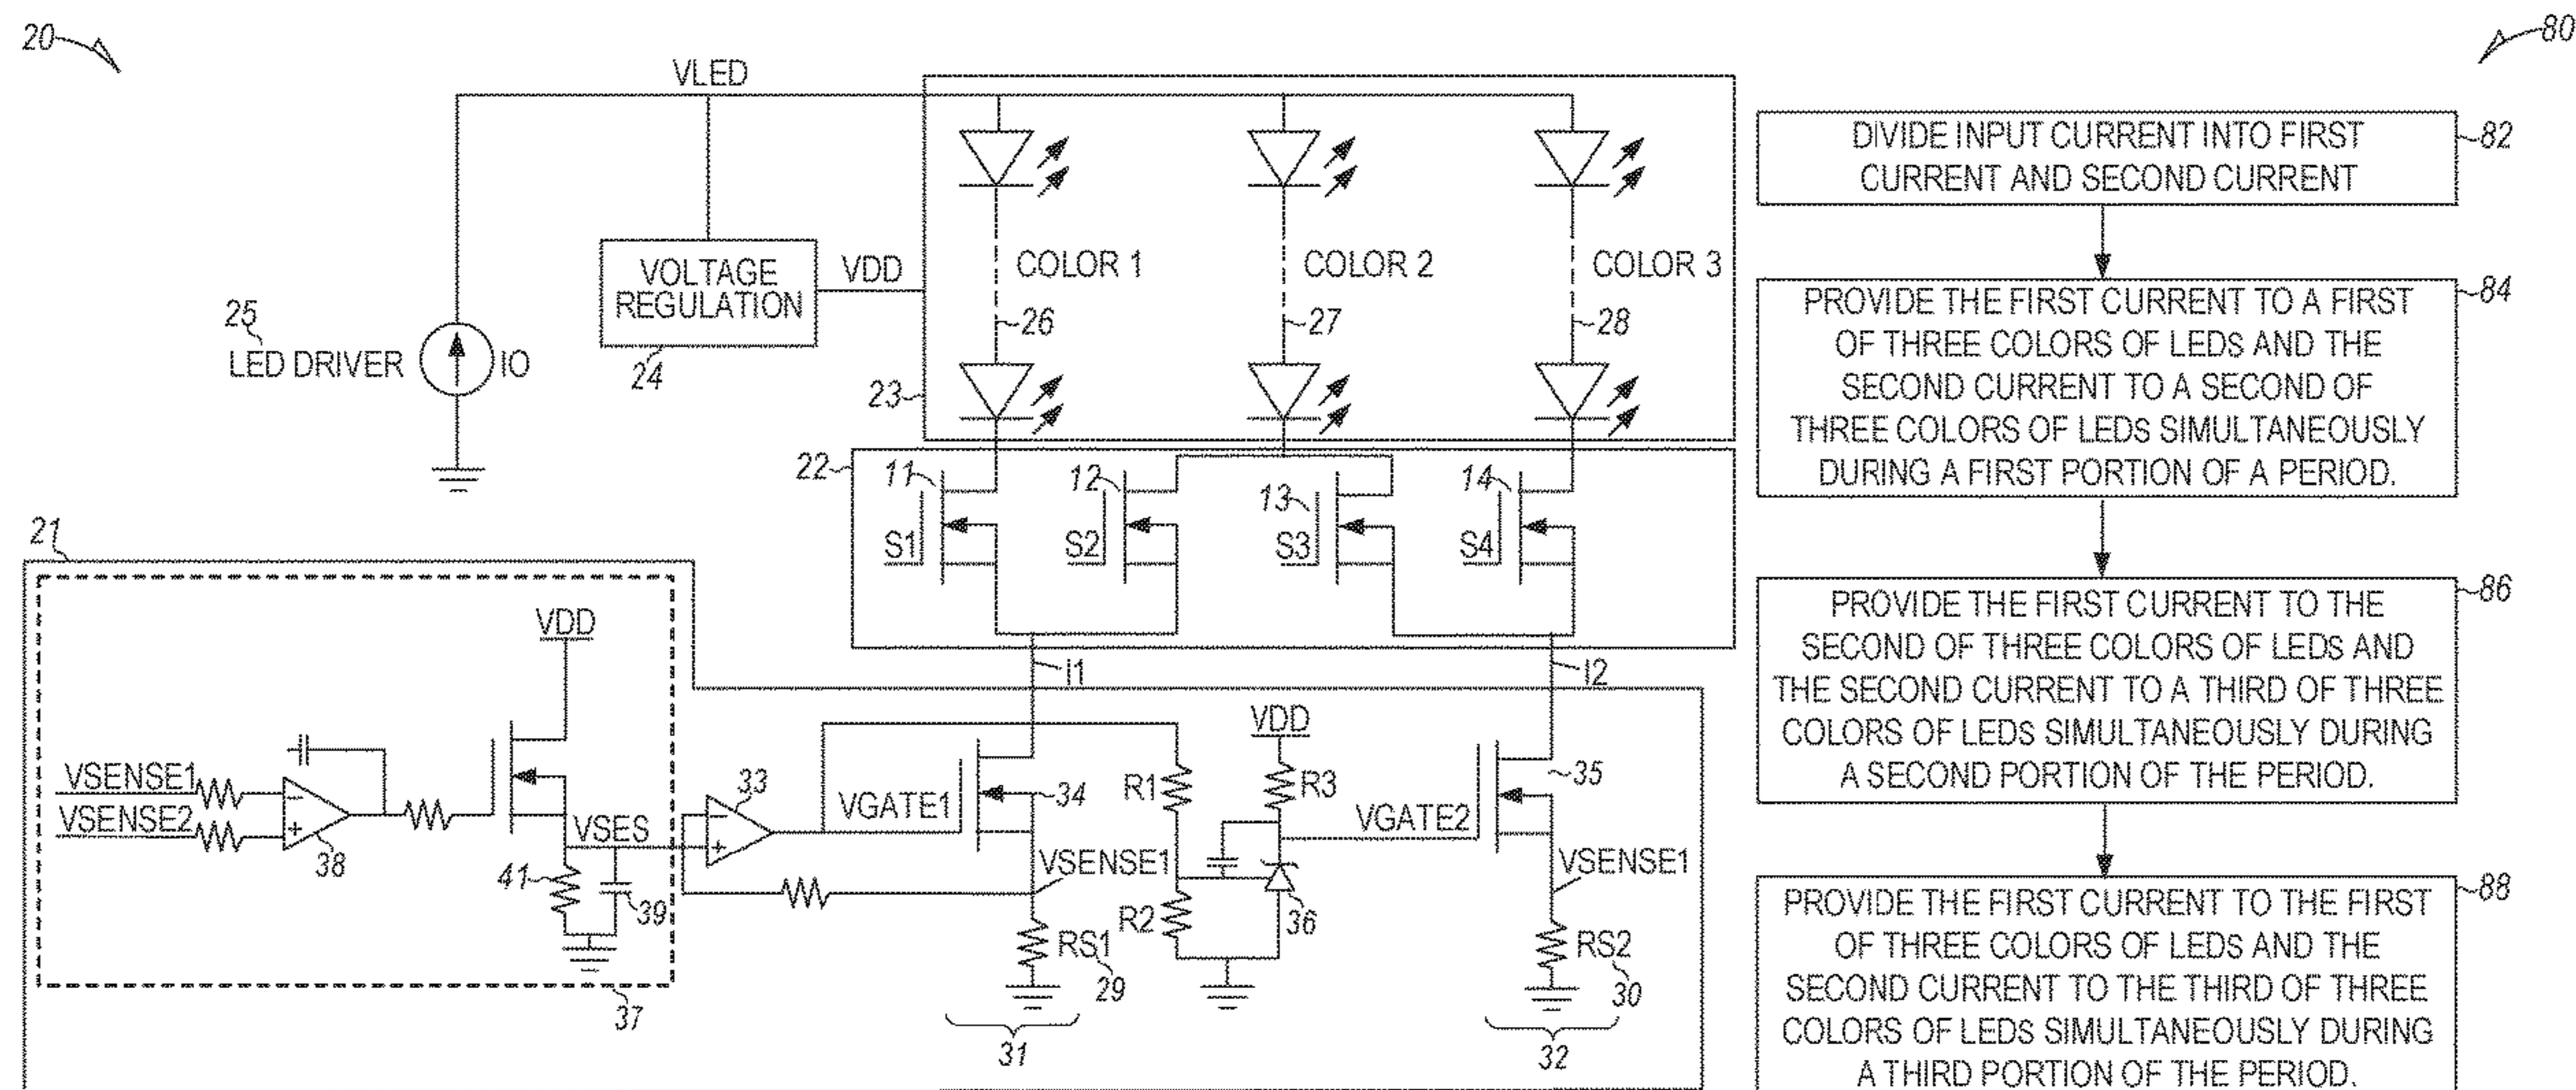 20
VLED
VOLTAGE
REGULATION
24
VDD
25
LED DRIVER
IO
23
COLOR 1
COLOR 2
COLOR 3
26
27
28
22
11
12
13
14
S1
S2
S3
S4
21
I1
I2
VDD
VSENSE1
VSENSE2
38
VSES
41
39
37
33
VGATE1
34
VSENSE1
RS1
29
31
R1
R2
VDD
R3
36
VGATE2
35
VSENSE1
RS2
30
32
80
DIVIDE INPUT CURRENT INTO FIRST
CURRENT AND SECOND CURRENT
82
PROVIDE THE FIRST CURRENT TO A FIRST
OF THREE COLORS OF LEDs AND THE
SECOND CURRENT TO A SECOND OF
THREE COLORS OF LEDs SIMULTANEOUSLY
DURING A FIRST PORTION OF A PERIOD.
84
PROVIDE THE FIRST CURRENT TO THE
SECOND OF THREE COLORS OF LEDs AND
THE SECOND CURRENT TO A THIRD OF THREE
COLORS OF LEDs SIMULTANEOUSLY DURING
A SECOND PORTION OF THE PERIOD.
86
PROVIDE THE FIRST CURRENT TO THE FIRST
OF THREE COLORS OF LEDs AND THE
SECOND CURRENT TO THE THIRD OF THREE
COLORS OF LEDs SIMULTANEOUSLY DURING
A THIRD PORTION OF THE PERIOD.
88